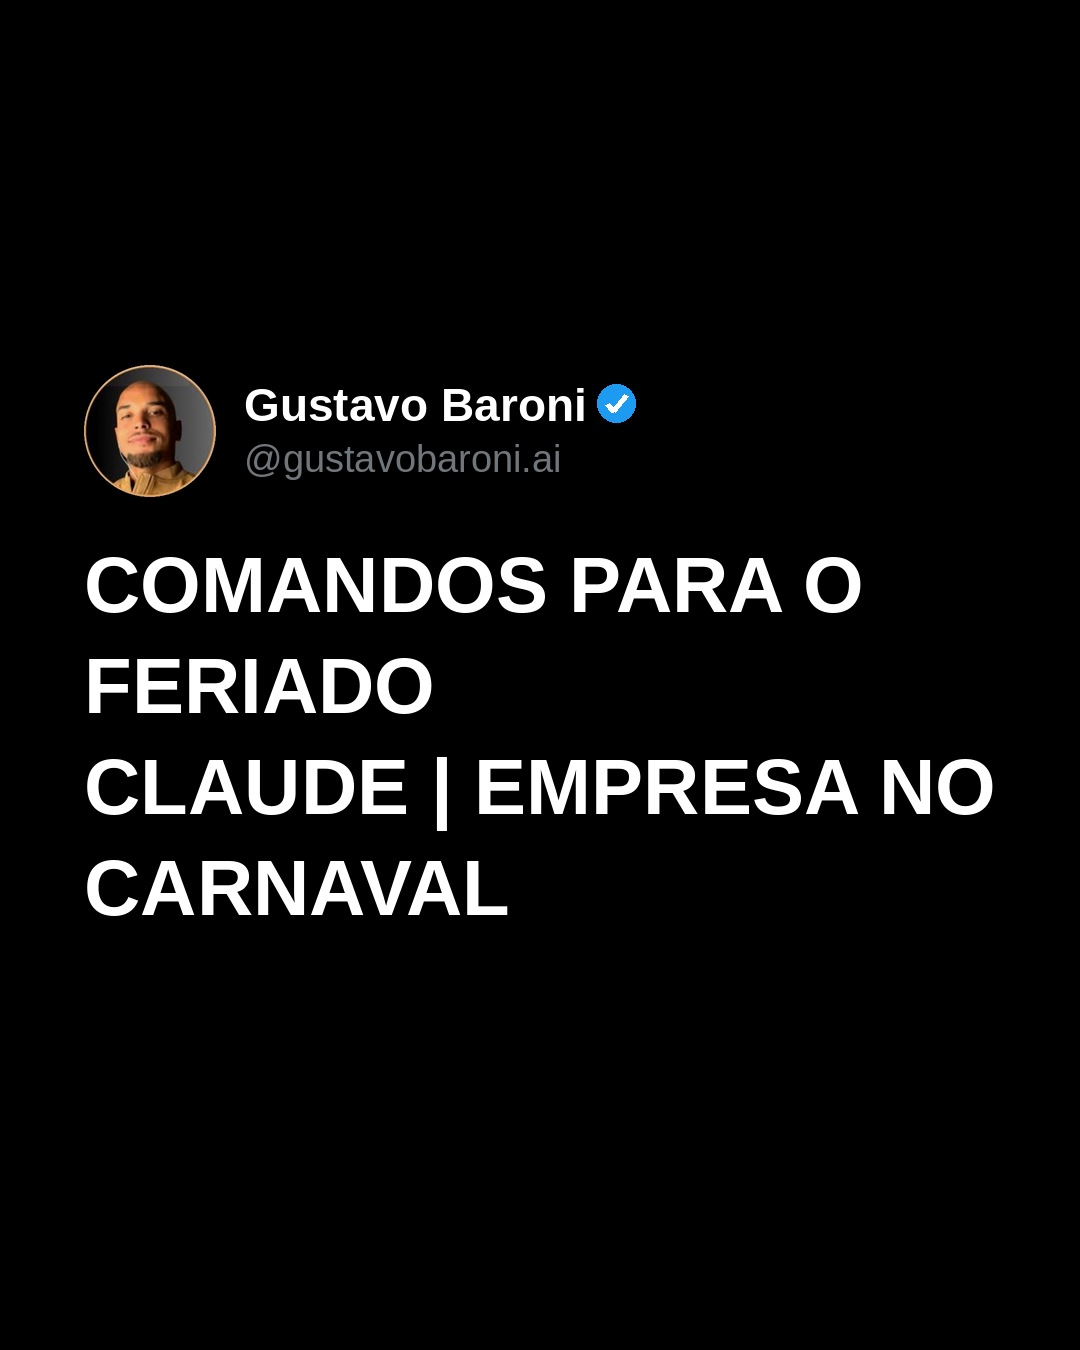 Gustavo Baroni
@gustavobaroni.ai
COMANDOS PARA O
FERIADO
CLAUDE | EMPRESA NO
CARNAVAL